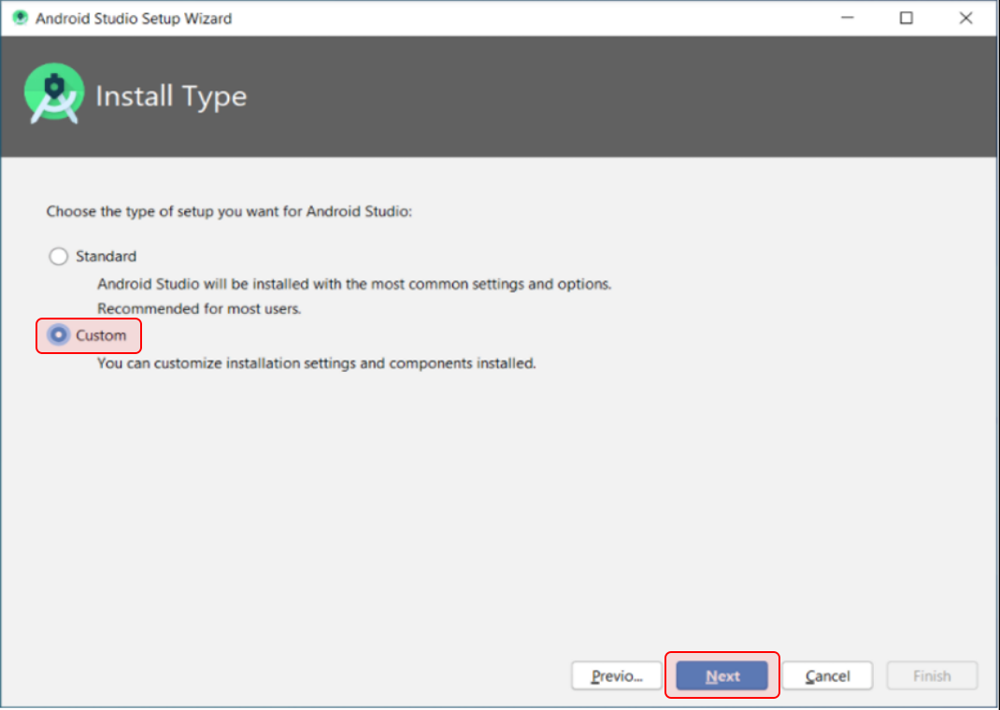 Android Studio Setup Wizard
Install Type
Choose the type of setup you want for Android Studio:
Standard
Android Studio will be installed with the most common settings and options.
Recommended for most users.
Custom
You can customize installation settings and components installed.
Previo... Next Cancel Finish